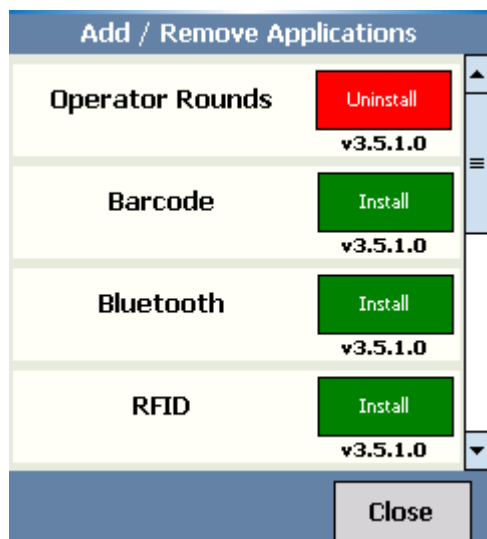 Add / Remove Applications
Operator Rounds
Uninstall
v3.5.1.0
Barcode
Install
v3.5.1.0
Bluetooth
Install
v3.5.1.0
RFID
Install
v3.5.1.0
Close